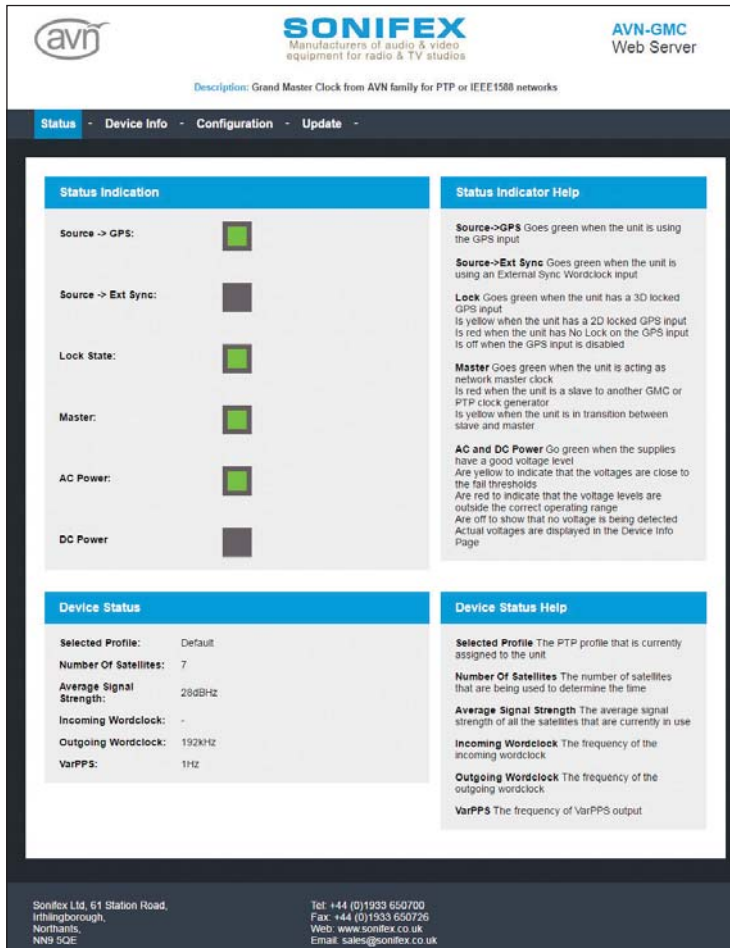 avn
SONIFEX
Manufacturers of audio & video
equipment for radio & TV studios
AVN-GMC
Web Server
Description: Grand Master Clock from AVN family for PTP or IEEE1588 networks
Status - Device Info - Configuration - Update -
Status Indication
Source -> GPS:
Source -> Ext Sync:
Lock State:
Master:
AC Power:
DC Power
Status Indicator Help
Source->GPS Goes green when the unit is using
the GPS input
Source->Ext Sync Goes green when the unit is
using an External Sync Wordclock input
Lock Goes green when the unit has a 3D locked
GPS input
Is yellow when the unit has a 2D locked GPS input
Is red when the unit has No Lock on the GPS input
Is off when the GPS input is disabled
Master Goes green when the unit is acting as
network master clock
Is red when the unit is a slave to another GMC or
PTP clock generator
Is yellow when the unit is in transition between
slave and master
AC and DC Power Go green when the supplies
have a good voltage level
Are yellow to indicate that the voltages are close to
the fail thresholds
Are red to indicate that the voltage levels are
outside the correct operating range
Are off to show that no voltage is being detected
Actual voltages are displayed in the Device Info
Page
Device Status
Selected Profile: Default
Number Of Satellites: 7
Average Signal
Strength: 28dBHz
Incoming Wordclock: -
Outgoing Wordclock: 192kHz
VarPPS: 1Hz
Device Status Help
Selected Profile The PTP profile that is currently
assigned to the unit
Number Of Satellites The number of satellites
that are being used to determine the time
Average Signal Strength The average signal
strength of all the satellites that are currently in use
Incoming Wordclock The frequency of the
incoming wordclock
Outgoing Wordclock The frequency of the
outgoing wordclock
VarPPS The frequency of VarPPS output
Sonifex Ltd, 61 Station Road,
Irthlingborough,
Northants,
NN9 5QE
Tel: +44 (0)1933 650700
Fax: +44 (0)1933 650726
Web: www.sonifex.co.uk
Email: sales@sonifex.co.uk